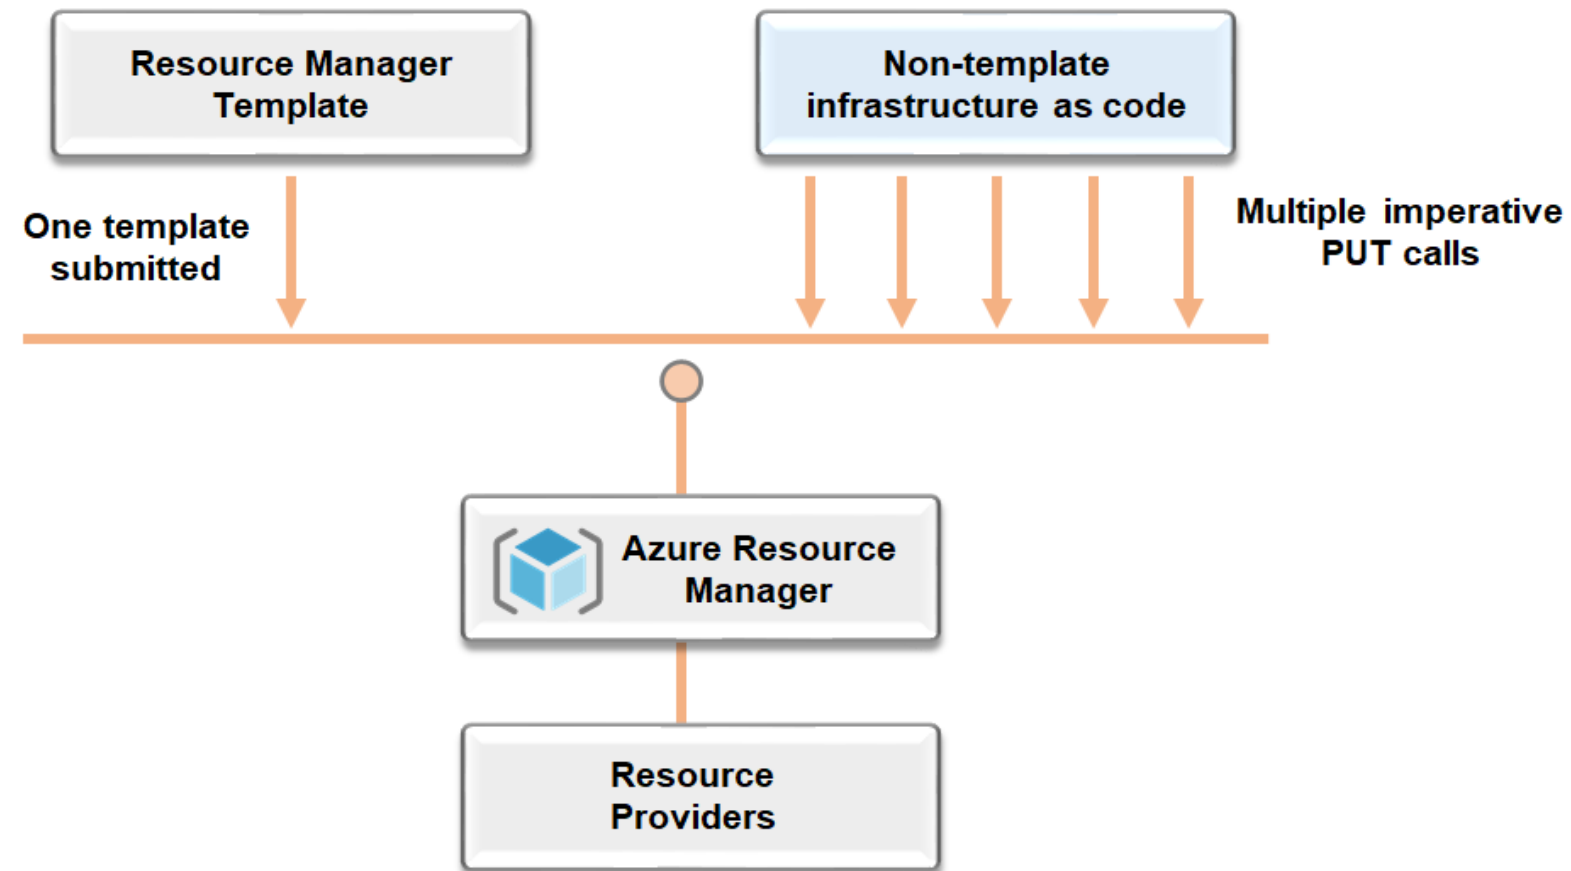 Resource Manager
Template
Non-template
infrastructure as code
One template
submitted
Multiple imperative
PUT calls
Azure Resource
Manager
Resource
Providers